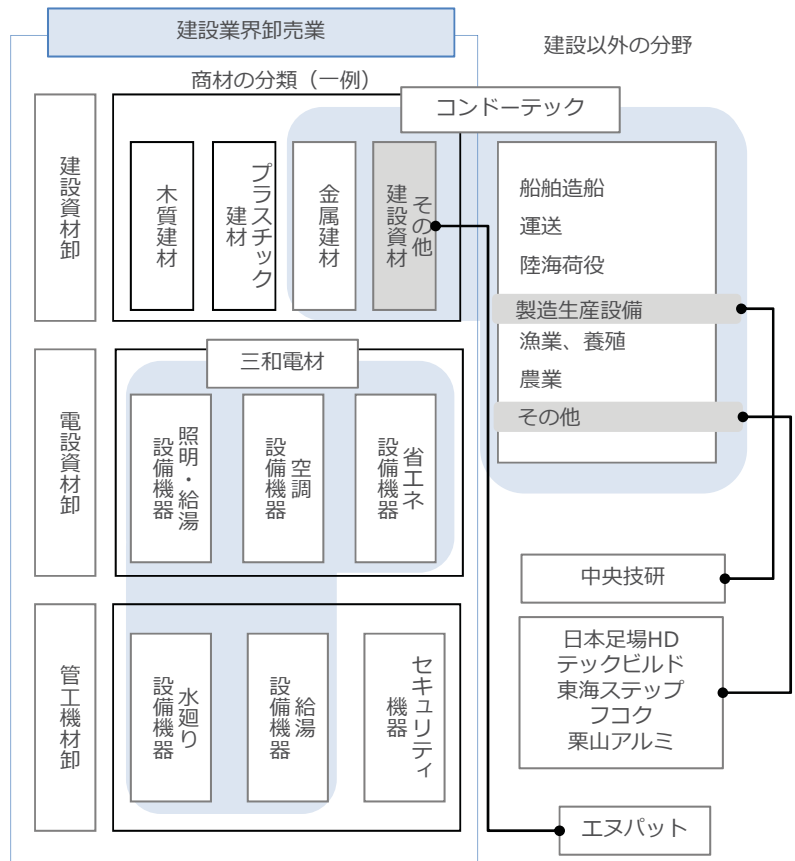 建設業界卸売業
建設以外の分野
商材の分類（一例）
コンドーテック
建設資材卸
木質建材
プラスチック
建材
金属建材
その他
建設資材
船舶造船
運送
陸海荷役
製造生産設備
漁業、養殖
農業
その他
電設資材卸
三和電材
照明・給湯
設備機器
空調
設備機器
省エネ
設備機器
管工機材卸
水廻り
設備機器
給湯
設備機器
セキュリティ
機器
中央技研
日本足場HD
テックビルド
東海ステップ
フコク
栗山アルミ
エヌパット